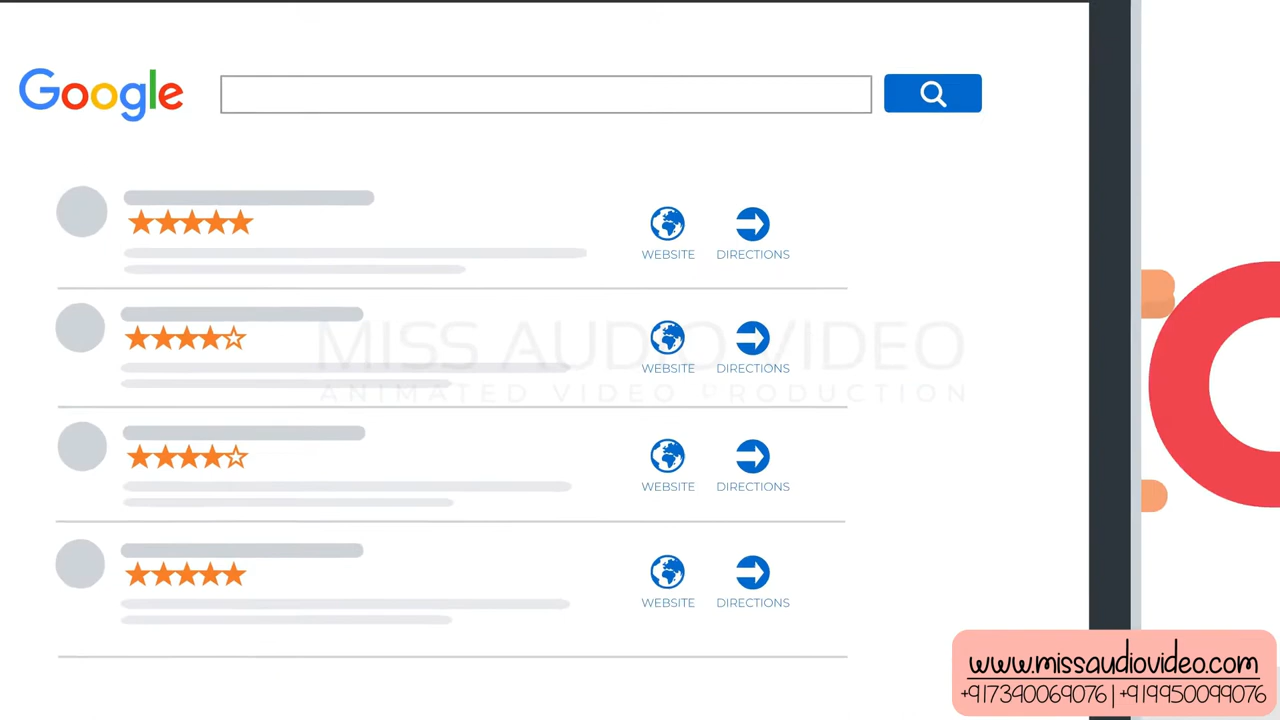 Google
WEBSITE DIRECTIONS
MISS AUDIO VIDEO
ANIMATED VIDEO PRODUCTION
WEBSITE DIRECTIONS
WEBSITE DIRECTIONS
WEBSITE DIRECTIONS
www.missaudiovideo.com
+917340069076 | +919950099076